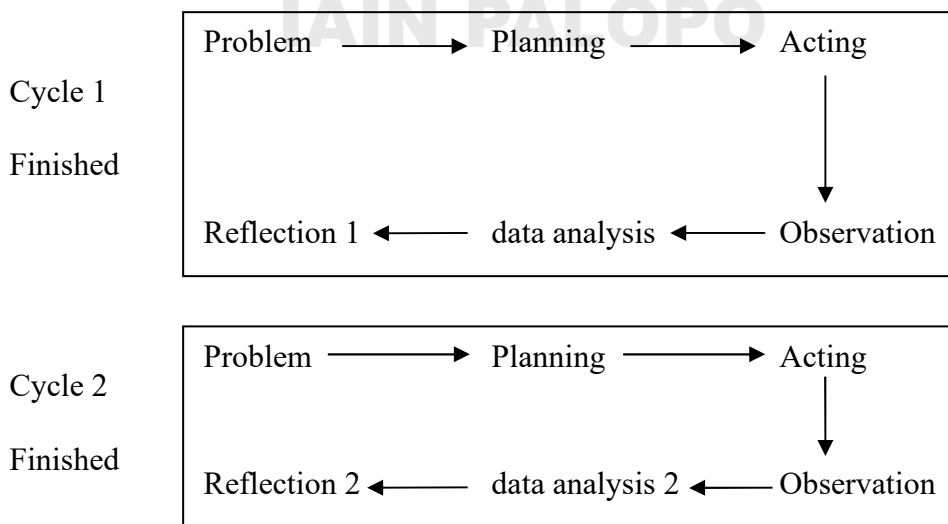 IAIN PALOPO
Problem Planning Acting
Cycle 1
Finished
Reflection 1 data analysis Observation
Problem Planning Acting
Cycle 2
Finished
Reflection 2 data analysis 2 Observation